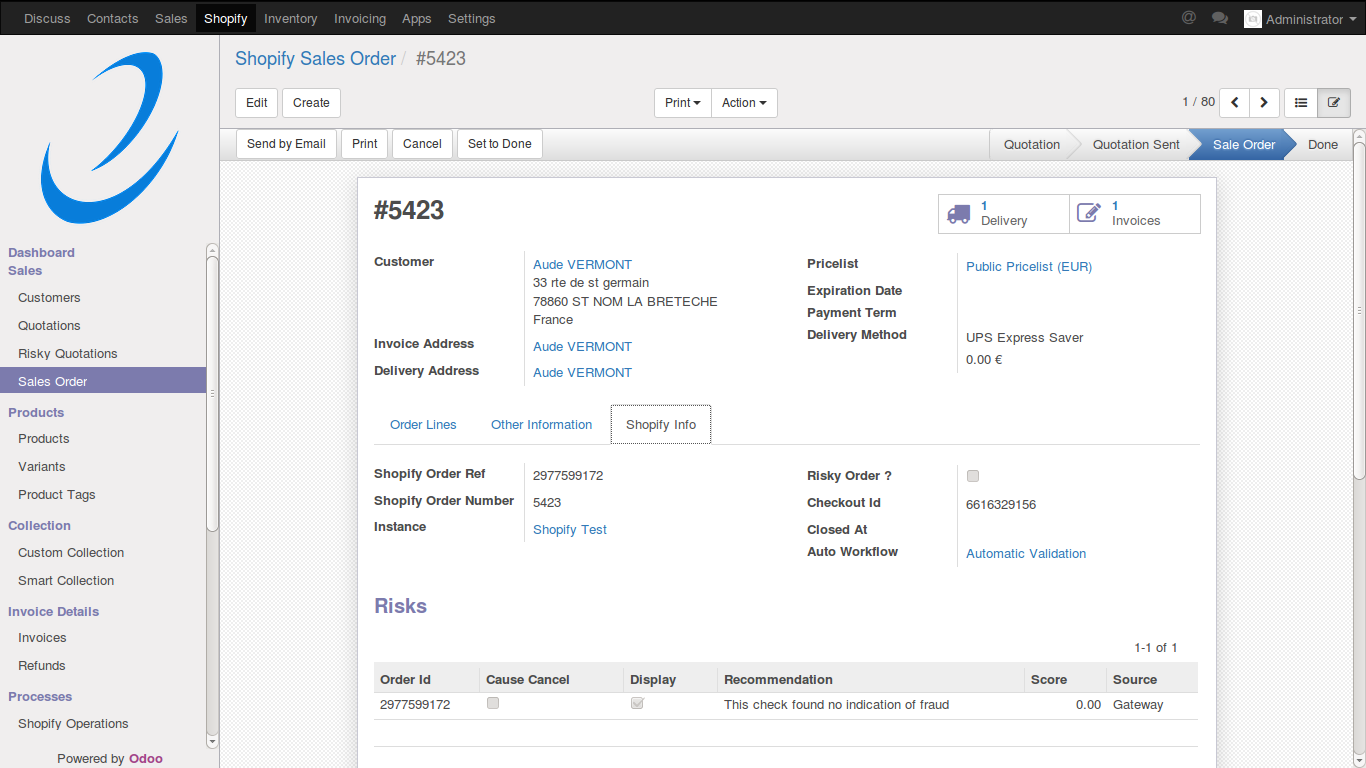 Discuss Contacts Sales Shopify Inventory Invoicing Apps Settings @ Administrator
Shopify Sales Order / #5423
Edit Create Print Action 1 / 80
Send by Email Print Cancel Set to Done Quotation Quotation Sent Sale Order Done
Dashboard
Sales
Customers
Quotations
Risky Quotations
Sales Order
Products
Products
Variants
Product Tags
Collection
Custom Collection
Smart Collection
Invoice Details
Invoices
Refunds
Processes
Shopify Operations
Powered by Odoo
#5423
1 Delivery
1 Invoices
Customer Aude VERMONT
33 rte de st germain
78860 ST NOM LA BRETECHE
France
Invoice Address Aude VERMONT
Delivery Address Aude VERMONT
Pricelist Public Pricelist (EUR)
Expiration Date
Payment Term
Delivery Method UPS Express Saver
0.00 €
Order Lines Other Information Shopify Info
Shopify Order Ref 2977599172
Shopify Order Number 5423
Instance Shopify Test
Risky Order ?
Checkout Id 6616329156
Closed At
Auto Workflow Automatic Validation
Risks
1-1 of 1
Order Id Cause Cancel Display Recommendation Score Source
2977599172 This check found no indication of fraud 0.00 Gateway